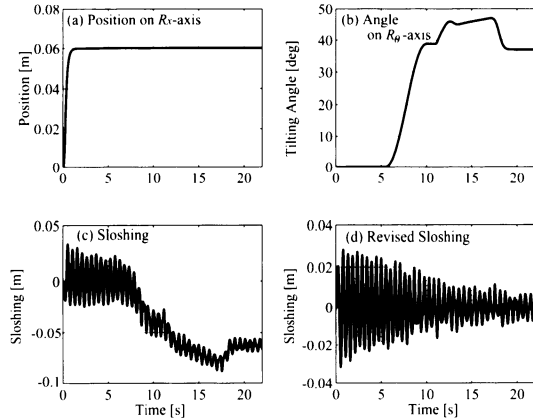 (a) Position on Rx-axis
Position [m]
0.08
0.06
0.04
0.02
0
0 5 10 15 20
(b) Angle
on Rθ-axis
Tilting Angle [deg]
50
40
30
20
10
0
0 5 10 15 20
(c) Sloshing
Sloshing [m]
0.05
0
-0.05
-0.1
0 5 10 15 20
Time [s]
(d) Revised Sloshing
Sloshing [m]
0.04
0.02
0
-0.02
-0.04
0 5 10 15 20
Time [s]